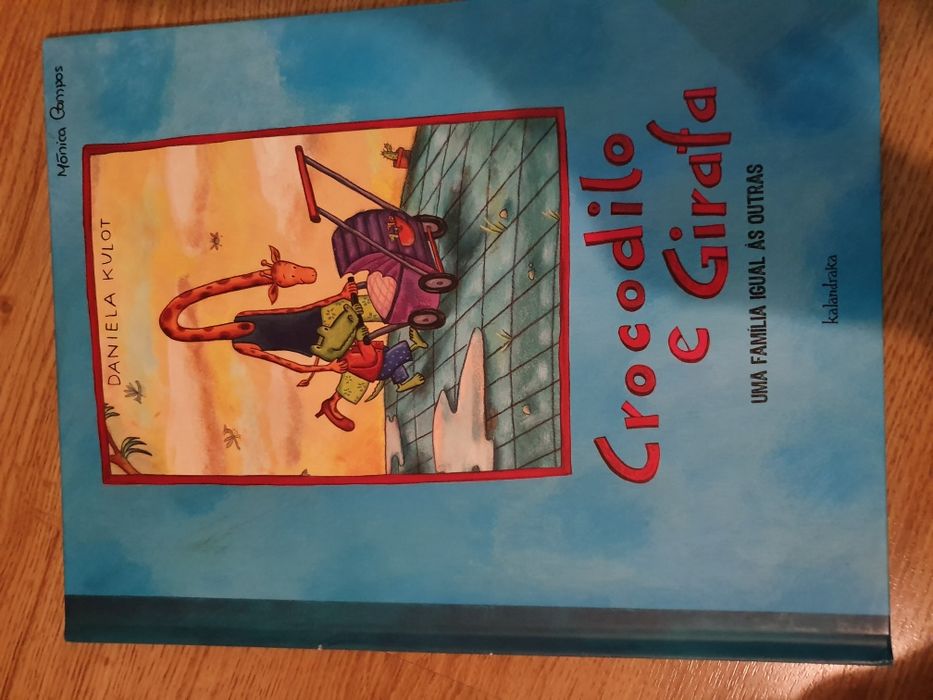 Mónica Campos
DANIELA KULOT
Crocodilo
e Girafa
UMA FAMÍLIA IGUAL ÀS OUTRAS
kalandraka